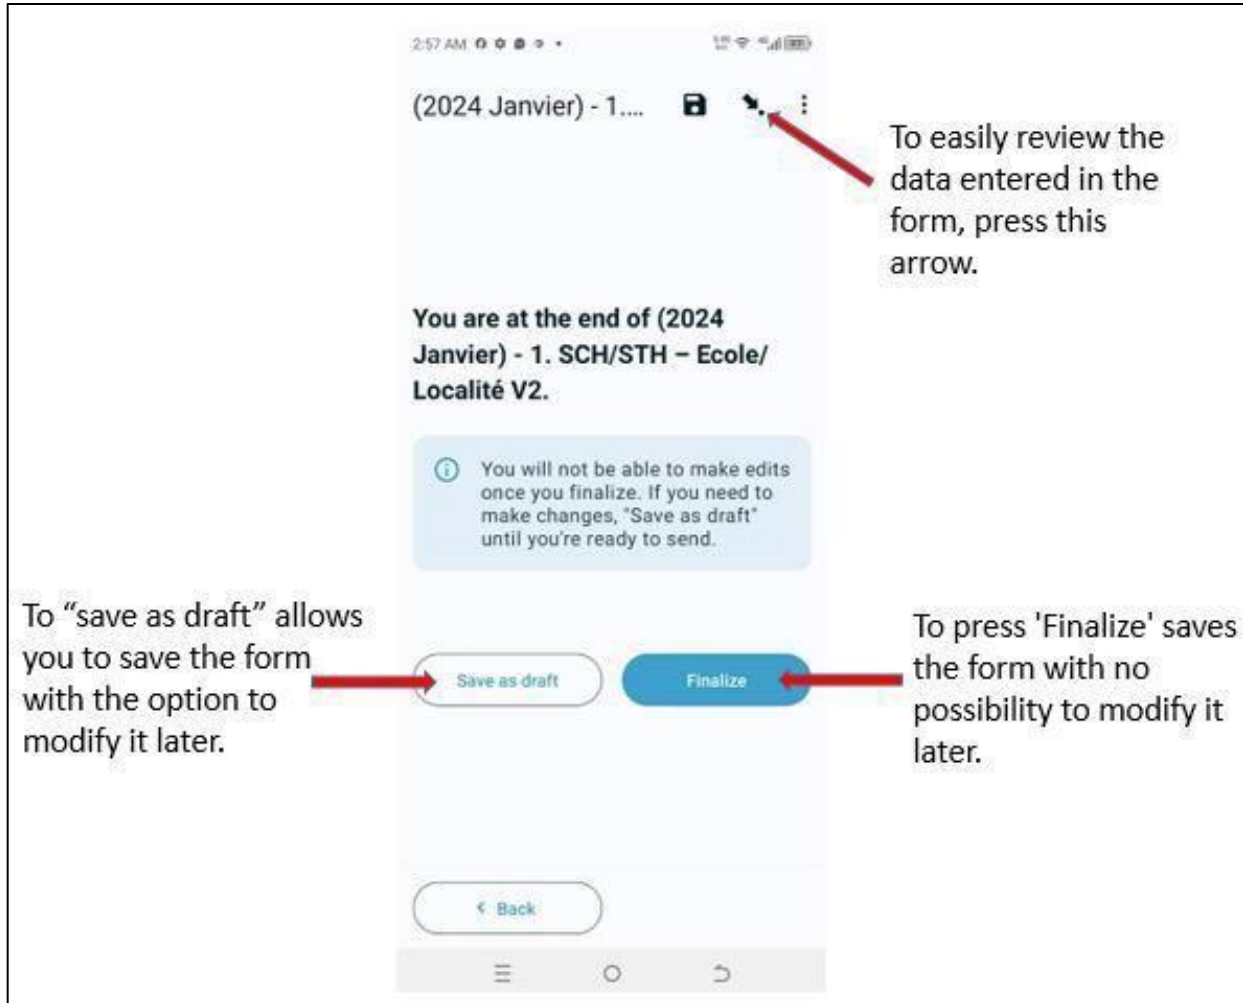 2:57 AM
(2024 Janvier) - 1....
To easily review the
data entered in the
form, press this
arrow.
You are at the end of (2024
Janvier) - 1. SCH/STH – Ecole/
Localité V2.
You will not be able to make edits
once you finalize. If you need to
make changes, "Save as draft"
until you're ready to send.
To “save as draft” allows
you to save the form
with the option to
modify it later.
Save as draft
Finalize
To press 'Finalize' saves
the form with no
possibility to modify it
later.
< Back